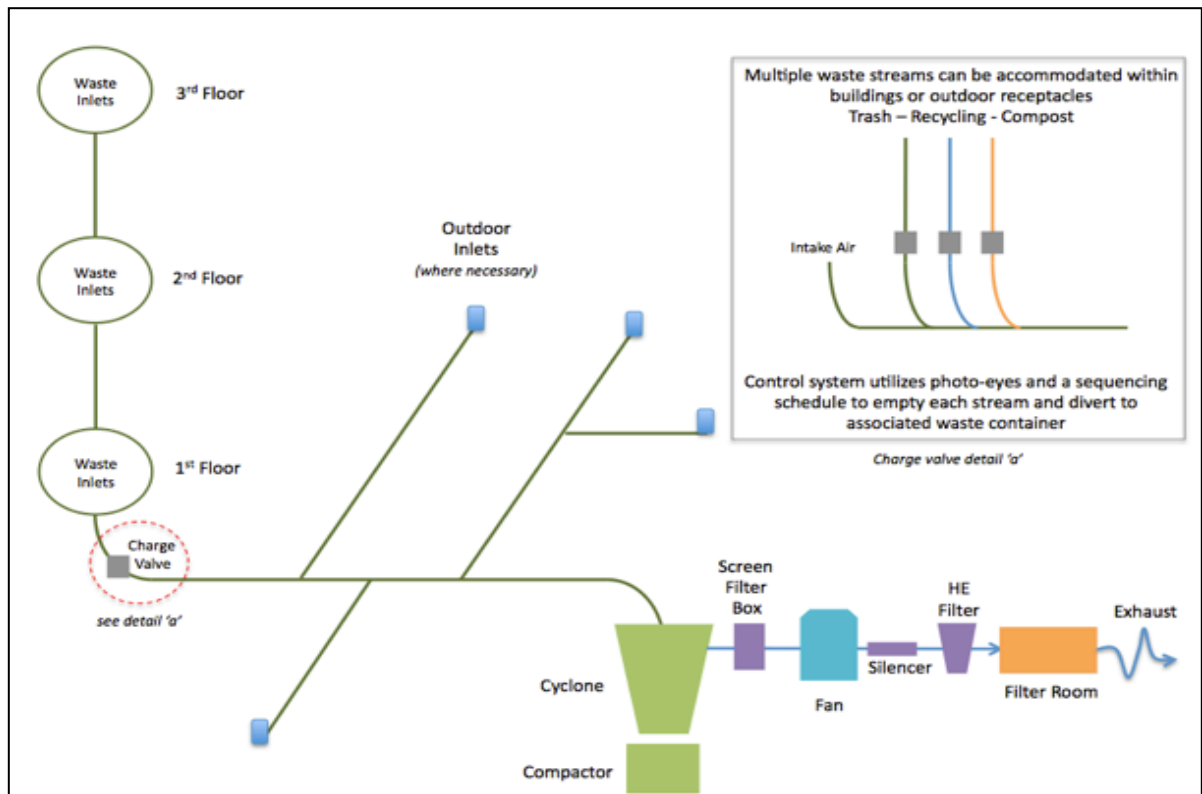 Waste
Inlets
3rd Floor
Waste
Inlets
2nd Floor
Waste
Inlets
1st Floor
Charge
Valve
see detail 'a'
Outdoor
Inlets
(where necessary)
Multiple waste streams can be accommodated within
buildings or outdoor receptacles
Trash – Recycling - Compost
Intake Air
Control system utilizes photo-eyes and a sequencing
schedule to empty each stream and divert to
associated waste container
Charge valve detail 'a'
Cyclone
Compactor
Screen
Filter
Box
Fan
Silencer
HE
Filter
Filter Room
Exhaust